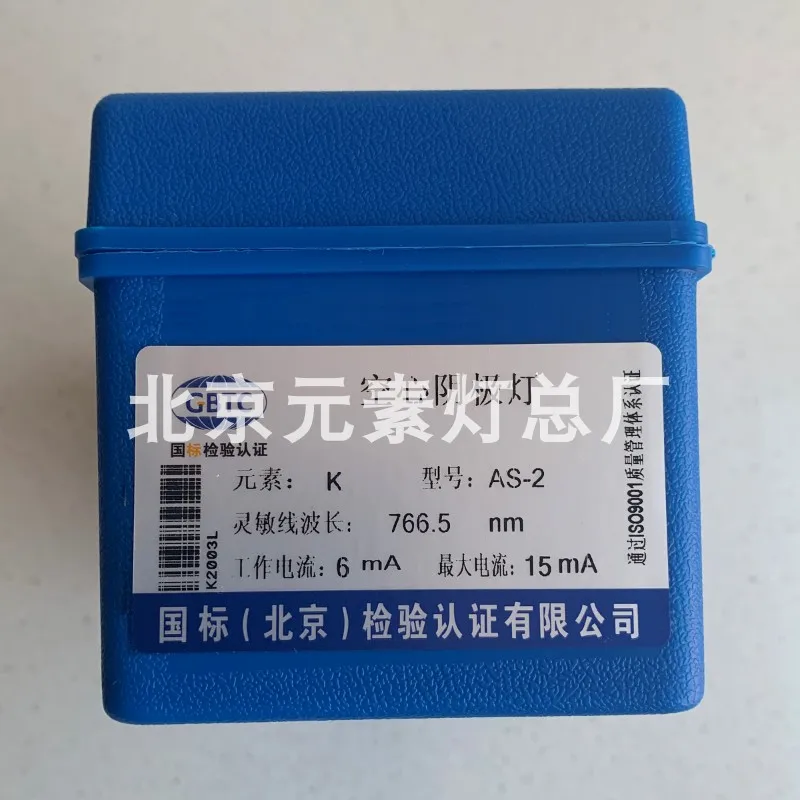 空心阴极灯
GBTC
国标检验认证
北京元素灯总厂
元素： K 型号： AS-2
灵敏线波长： 766.5 nm
工作电流：6 mA 最大电流：15mA
K2003L
通过ISO9001质量管理体系认证
国标（北京）检验认证有限公司